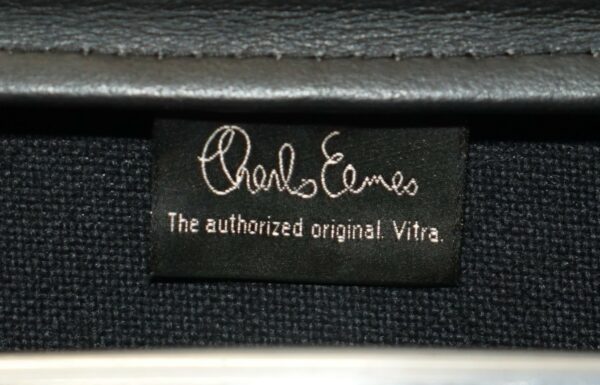 Charles Eames
The authorized original. Vitra.